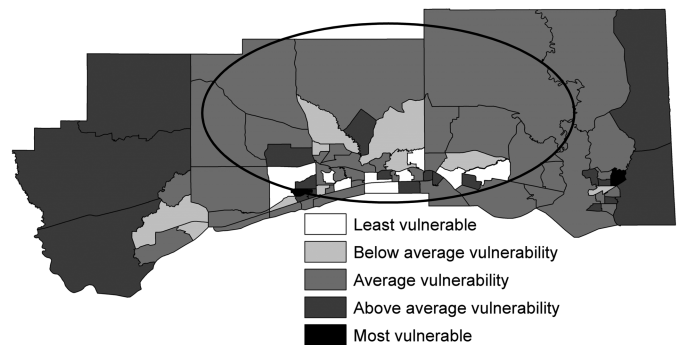 Least vulnerable
Below average vulnerability
Average vulnerability
Above average vulnerability
Most vulnerable